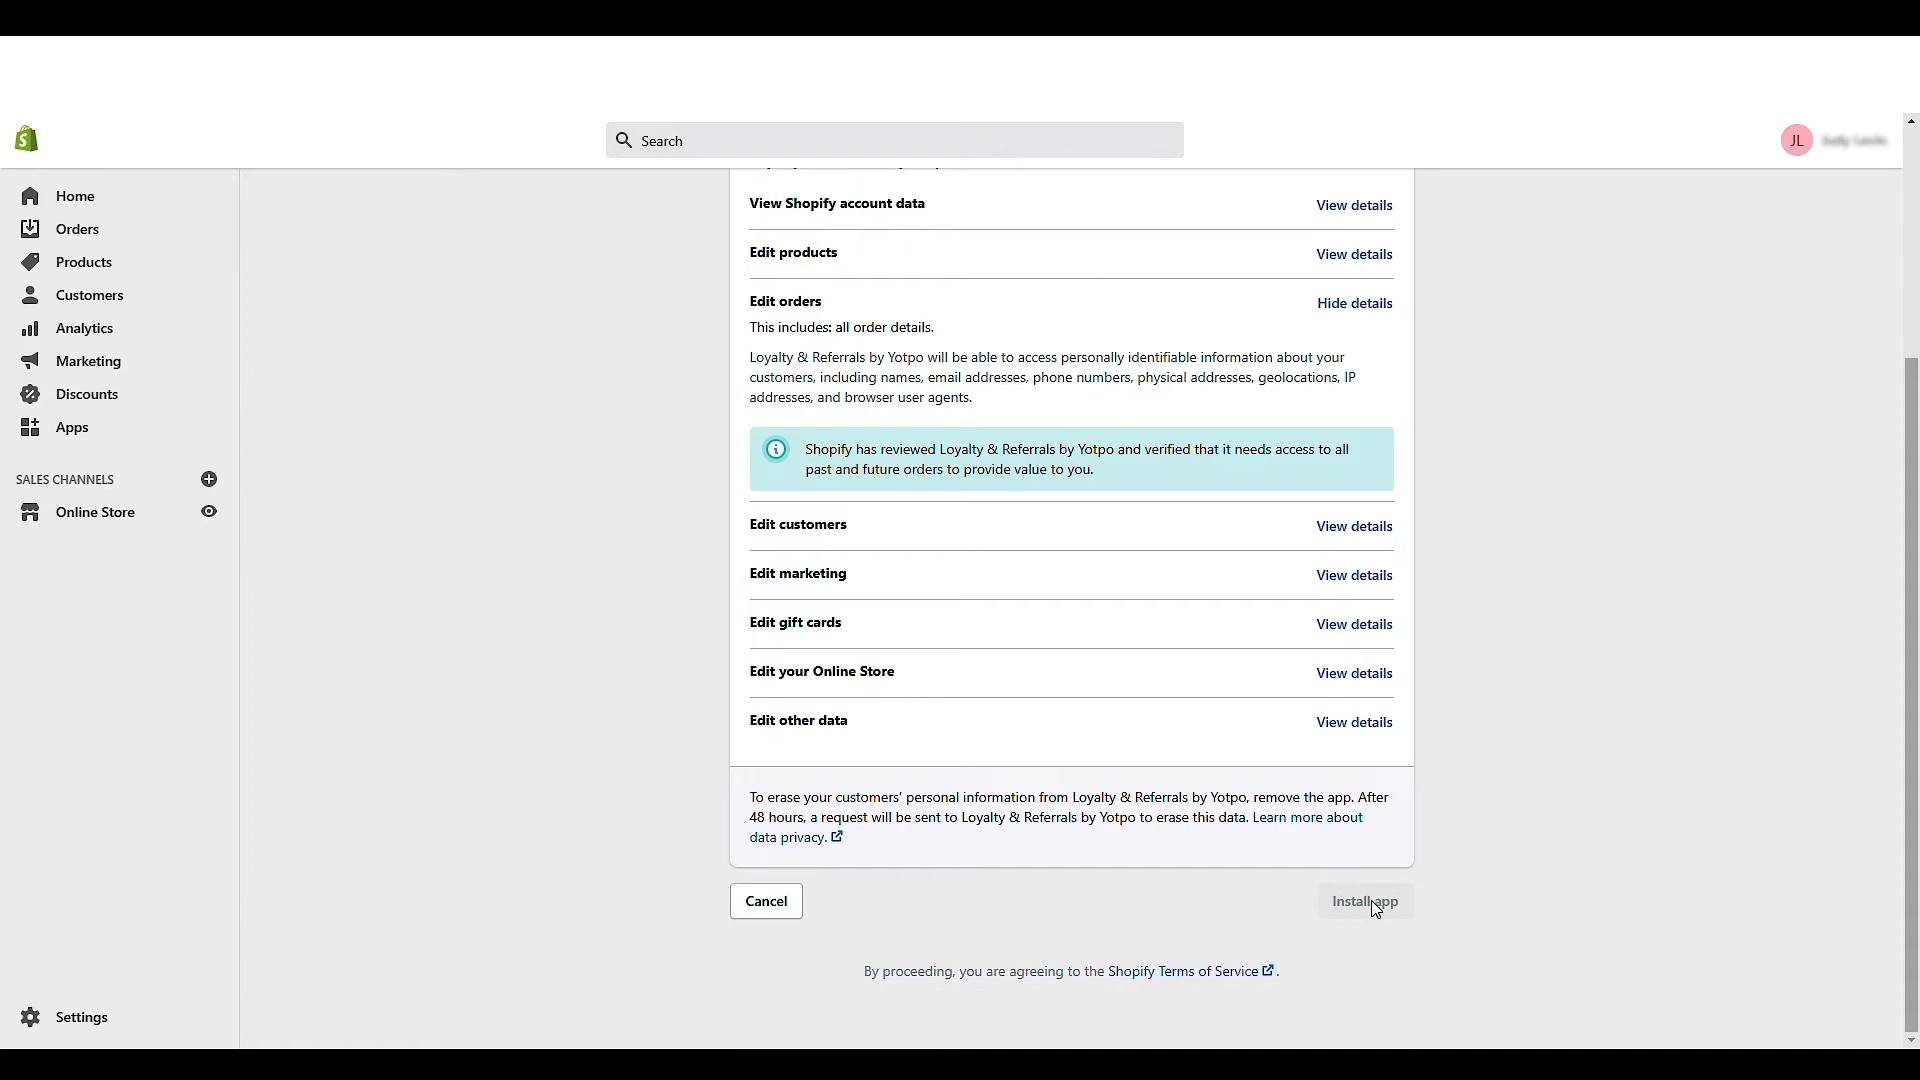 Search
JL
Home
Orders
Products
Customers
Analytics
Marketing
Discounts
Apps
SALES CHANNELS
Online Store
Settings
View Shopify account data View details
Edit products View details
Edit orders Hide details
This includes: all order details.
Loyalty & Referrals by Yotpo will be able to access personally identifiable information about your
customers, including names, email addresses, phone numbers, physical addresses, geolocations, IP
addresses, and browser user agents.
Shopify has reviewed Loyalty & Referrals by Yotpo and verified that it needs access to all
past and future orders to provide value to you.
Edit customers View details
Edit marketing View details
Edit gift cards View details
Edit your Online Store View details
Edit other data View details
To erase your customers' personal information from Loyalty & Referrals by Yotpo, remove the app. After
48 hours, a request will be sent to Loyalty & Referrals by Yotpo to erase this data. Learn more about
data privacy.
Cancel Install app
By proceeding, you are agreeing to the Shopify Terms of Service .